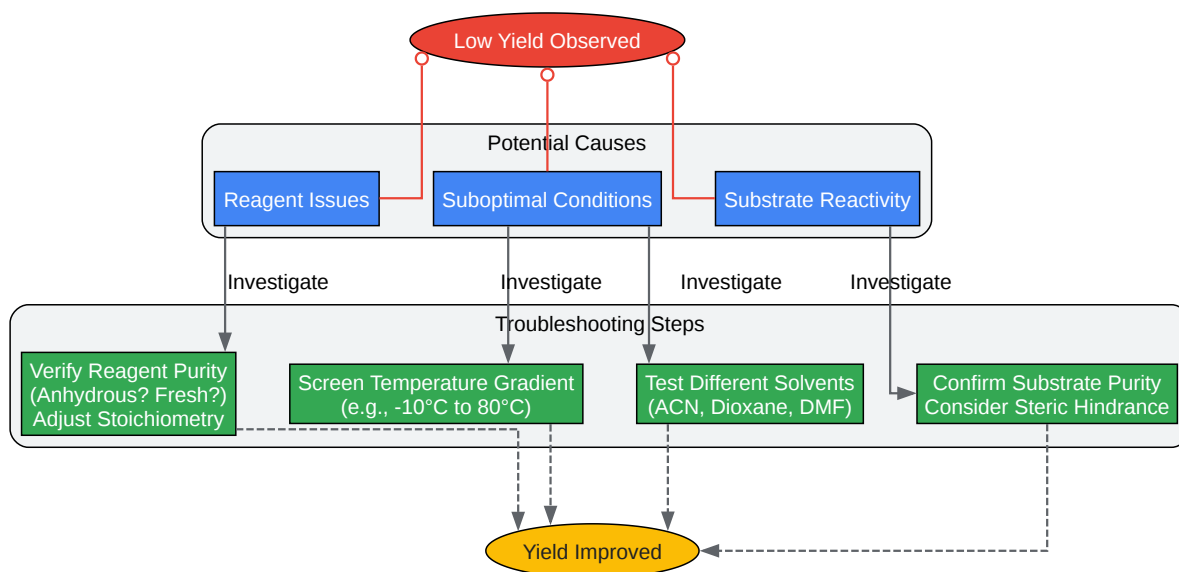 Low Yield Observed
Potential Causes
Reagent Issues
Suboptimal Conditions
Substrate Reactivity
Investigate
Investigate
Investigate
Investigate
Troubleshooting Steps
Verify Reagent Purity
(Anhydrous? Fresh?)
Adjust Stoichiometry
Screen Temperature Gradient
(e.g., -10°C to 80°C)
Test Different Solvents
(ACN, Dioxane, DMF)
Confirm Substrate Purity
Consider Steric Hindrance
Yield Improved